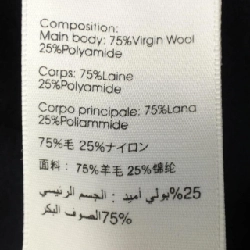 Composition:
Main body: 75%Virgin Wool
25%Polyamide
Corps: 75%Laine
25%Polyamide
Corpo principale: 75%Lana
25%Poliammide
75%毛 25%ナイロン
面料： 75%羊毛 25%锦纶
25%بولي أميد : الجسم الرئيسي
75%الصوف البكر